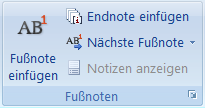 AB¹
Fußnote
einfügen
Endnote einfügen
AB¹
Nächste Fußnote
Notizen anzeigen
Fußnoten